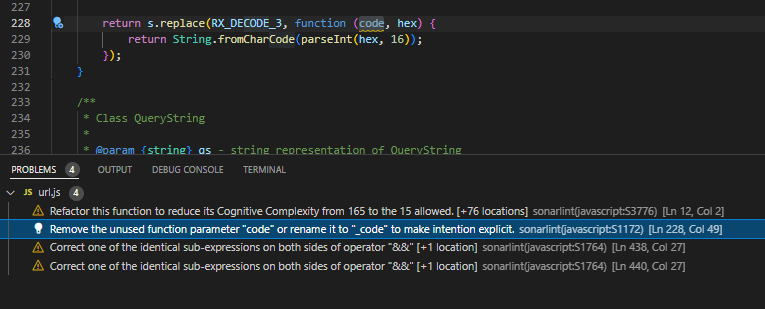 227
228 return s.replace(RX_DECODE_3, function (code, hex) {
229 return String.fromCharCode(parseInt(hex, 16));
230 });
231 }
232
233 /**
234 * Class QueryString
235 *
236 * @param {string} qs - string representation of QueryString
PROBLEMS 4 OUTPUT DEBUG CONSOLE TERMINAL
JS url.js 4
Refactor this function to reduce its Cognitive Complexity from 165 to the 15 allowed. [+76 locations] sonarlint(javascript:S3776) [Ln 12, Col 2]
Remove the unused function parameter "code" or rename it to "_code" to make intention explicit. sonarlint(javascript:S1172) [Ln 228, Col 49]
Correct one of the identical sub-expressions on both sides of operator "&&" [+1 location] sonarlint(javascript:S1764) [Ln 438, Col 27]
Correct one of the identical sub-expressions on both sides of operator "&&" [+1 location] sonarlint(javascript:S1764) [Ln 440, Col 27]